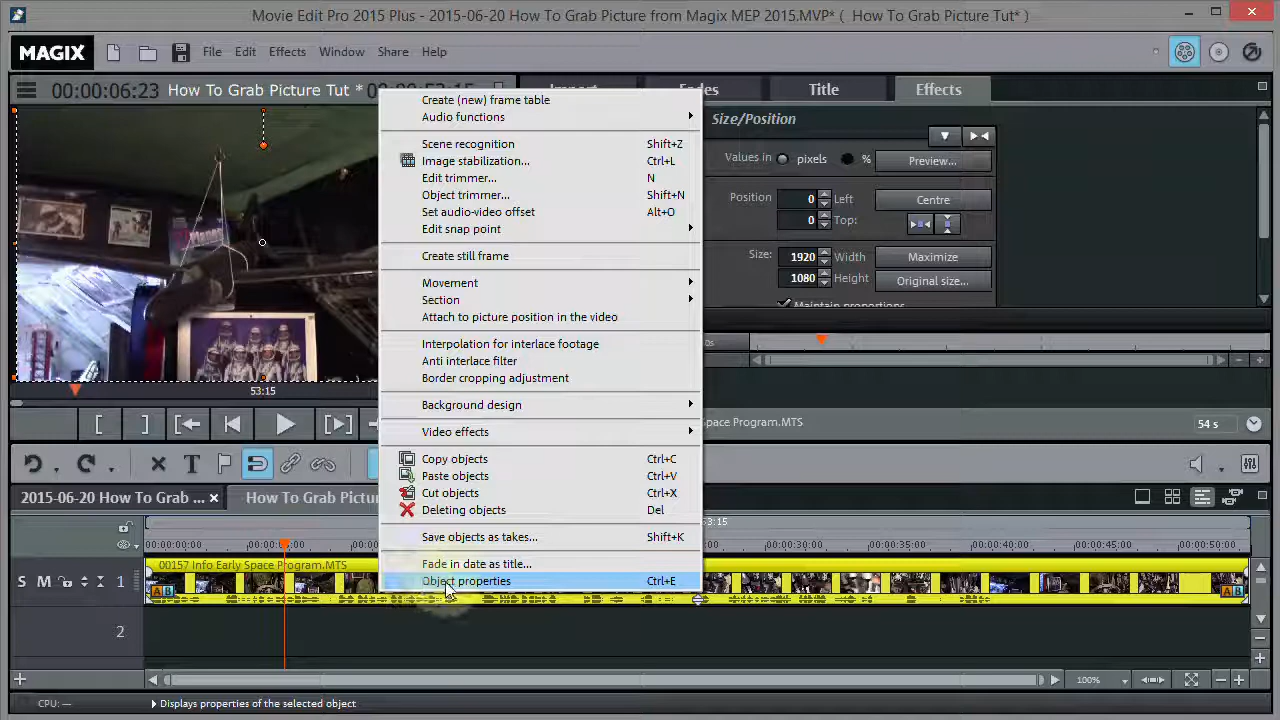 Movie Edit Pro 2015 Plus - 2015-06-20 How To Grab Picture from Magix MEP 2015.MVP* ( How To Grab Picture Tut* )
MAGIX File Edit Effects Window Share Help
00:00:06:23 How To Grab Picture Tut *
Import
Title
Effects
Create (new) frame table
Audio functions
Scene recognition Shift+Z
Image stabilization... Ctrl+L
Edit trimmer... N
Object trimmer... Shift+N
Set audio-video offset Alt+O
Edit snap point
Create still frame
Movement
Section
Attach to picture position in the video
Interpolation for interlace footage
Anti interlace filter
Border cropping adjustment
Background design
Video effects
Copy objects Ctrl+C
Paste objects Ctrl+V
Cut objects Ctrl+X
Deleting objects Del
Save objects as takes... Shift+K
Fade in date as title...
Object properties Ctrl+E
Size/Position
Values in pixels % Preview...
Position 0 Left Centre
0 Top:
Size: 1920 Width Maximize
1080 Height Original size...
Maintain proportions
53:15
Space Program.MTS 54 s
2015-06-20 How To Grab ... × How To Grab Pictur
53:15
00:00:00:00 00:00:30:00 00:00:35:00 00:00:40:00 00:00:45:00 00:00:50:00
00157 Info Early Space Program.MTS
S M 1
A B
A B
2
100%
CPU: — Displays properties of the selected object